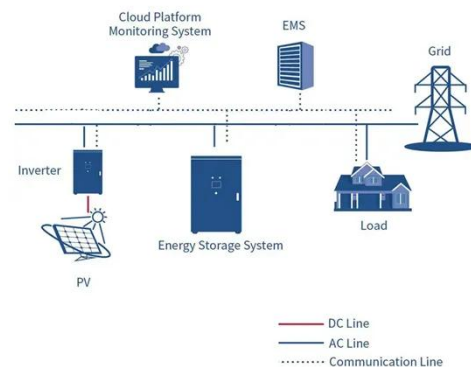 Cloud Platform
Monitoring System
EMS
Grid
Inverter
Energy Storage System
Load
PV
DC Line
AC Line
Communication Line